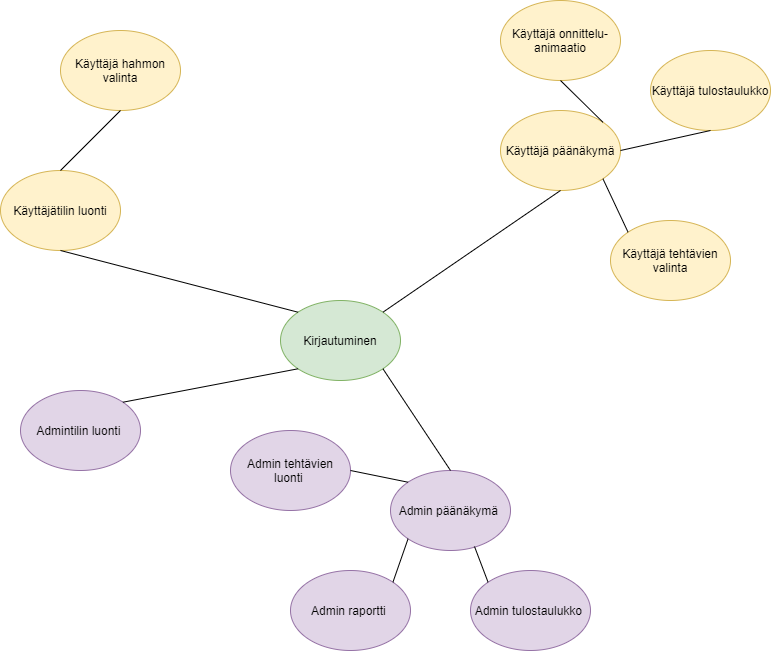 Käyttäjä onnittelu-
animaatio
Käyttäjä hahmon
valinta
Käyttäjä tulostaulukko
Käyttäjä päänäkymä
Käyttäjätilin luonti
Käyttäjä tehtävien
valinta
Kirjautuminen
Admintilin luonti
Admin tehtävien
luonti
Admin päänäkymä
Admin raportti
Admin tulostaulukko